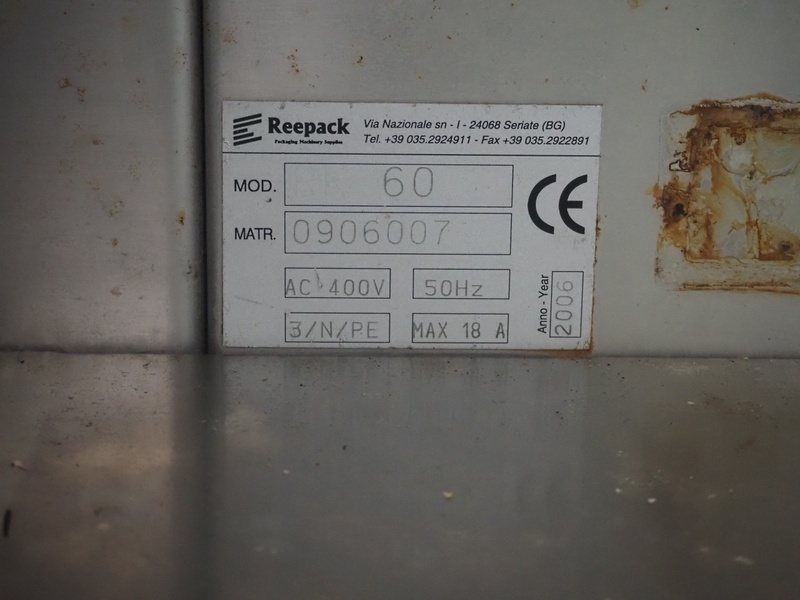 Reepack
Packaging Machinery Supplies
Via Nazionale sn - I - 24068 Seriate (BG)
Tel. +39 035.2924911 - Fax +39 035.2922891
MOD. 60
MATR. 0906007
CE
AC 400V 50Hz
3/N/PE MAX 18 A
Anno - Year 2006